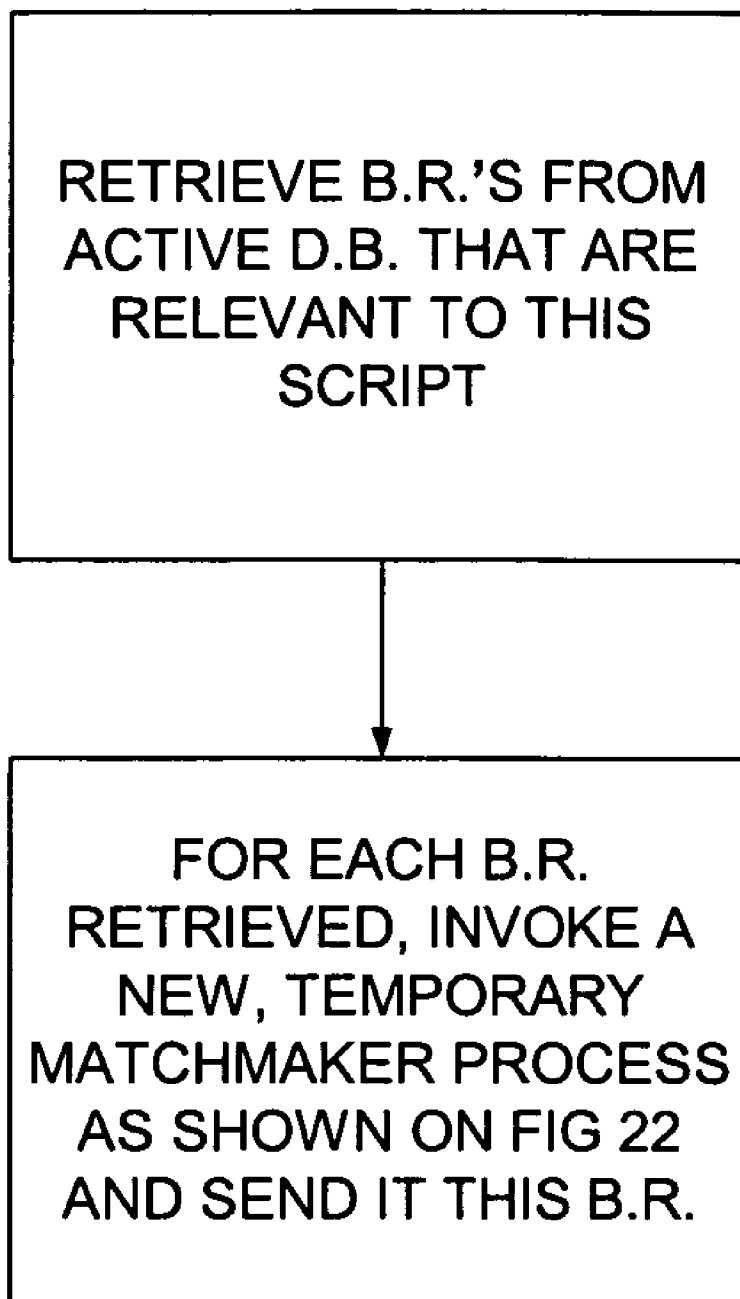 RETRIEVE B.R.'S FROM
ACTIVE D.B. THAT ARE
RELEVANT TO THIS
SCRIPT
FOR EACH B.R.
RETRIEVED, INVOKE A
NEW, TEMPORARY
MATCHMAKER PROCESS
AS SHOWN ON FIG 22
AND SEND IT THIS B.R.